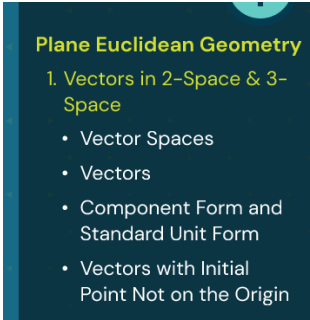 Plane Euclidean Geometry
1. Vectors in 2-Space & 3-
Space
• Vector Spaces
• Vectors
• Component Form and
Standard Unit Form
• Vectors with Initial
Point Not on the Origin